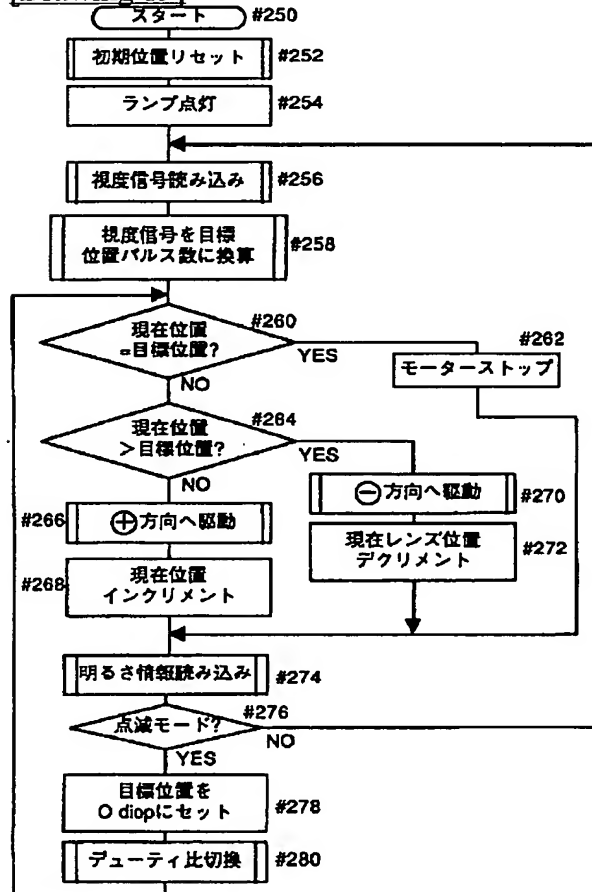 スタート #250
初期位置リセット #252
ランプ点灯 #254
視度信号読み込み #256
視度信号を目標
位置パルス数に換算 #258
現在位置
=目標位置? #260
YES
NO
モーターストップ #262
現在位置
>目標位置? #264
YES
NO
#266 ⊕方向へ駆動
⊖方向へ駆動 #270
#268 現在位置
インクリメント
現在レンズ位置
デクリメント #272
明るさ情報読み込み #274
点滅モード? #276
NO
YES
目標位置を
0 diopにセット #278
デューティ比切換 #280